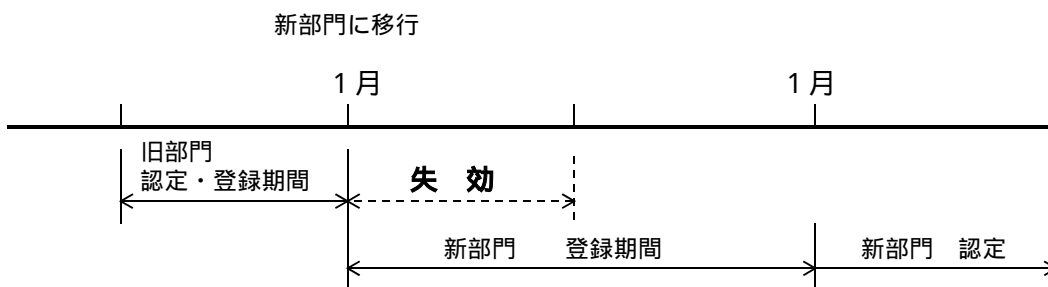 新部門に移行
1月
1月
旧部門
認定・登録期間
失 効
新部門 登録期間
新部門 認定